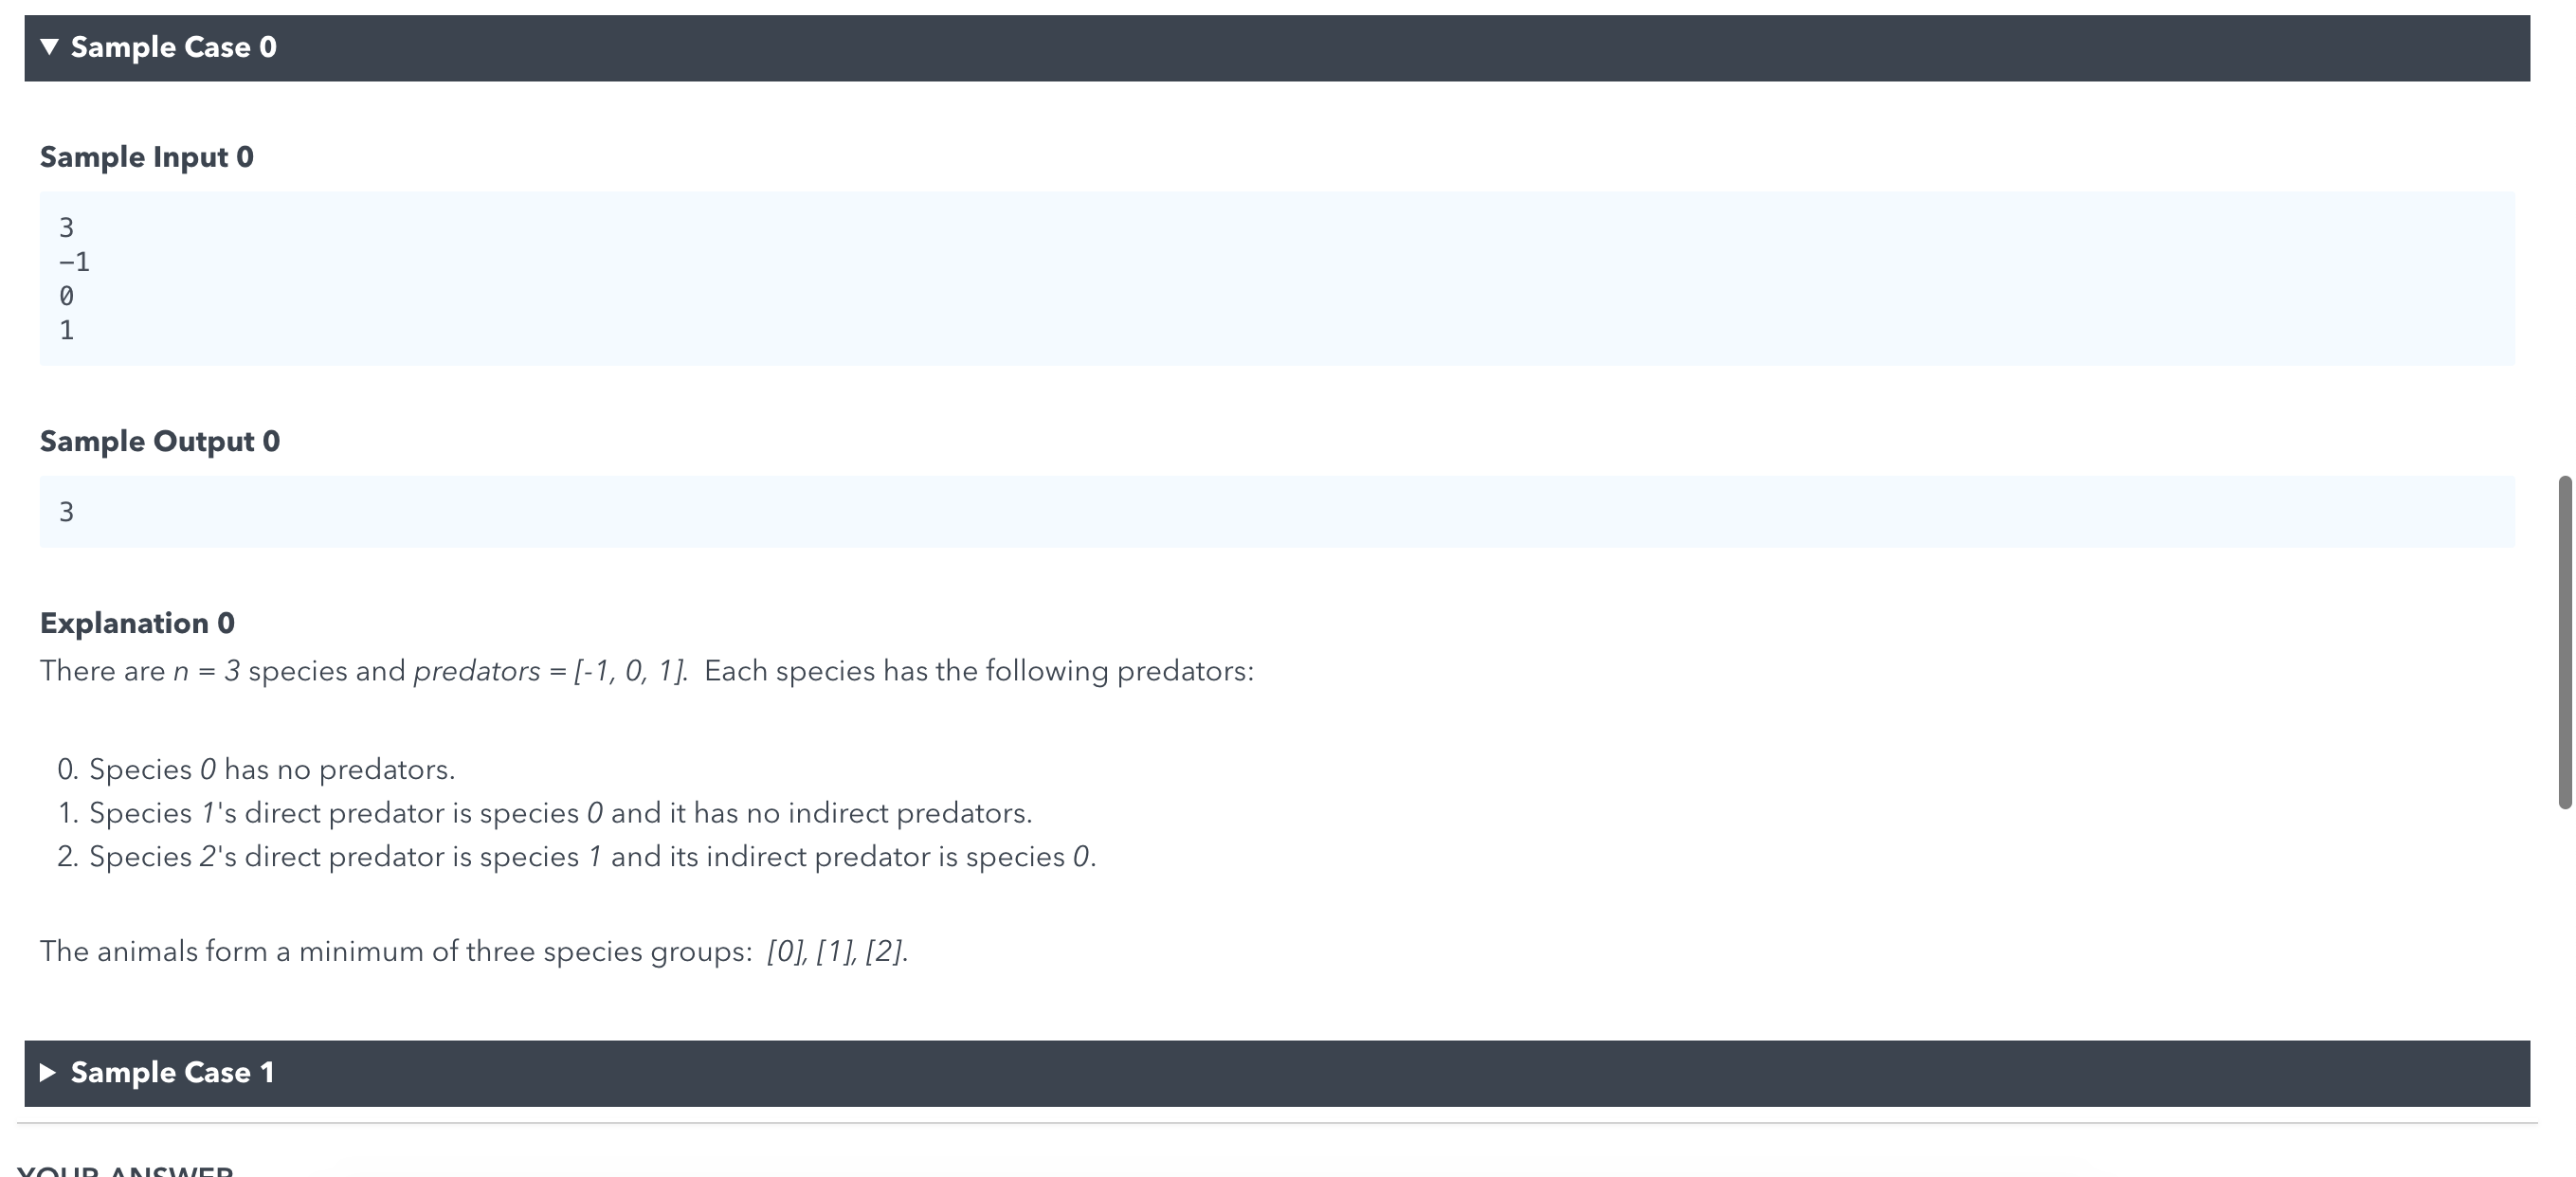 ▼ Sample Case 0
Sample Input 0
3
−1
0
1
Sample Output 0
3
Explanation 0
There are n = 3 species and predators = [-1, 0, 1].  Each species has the following predators:
0. Species 0 has no predators.
1. Species 1's direct predator is species 0 and it has no indirect predators.
2. Species 2's direct predator is species 1 and its indirect predator is species 0.
The animals form a minimum of three species groups:  [0], [1], [2].
▶ Sample Case 1
YOUR ANSWER